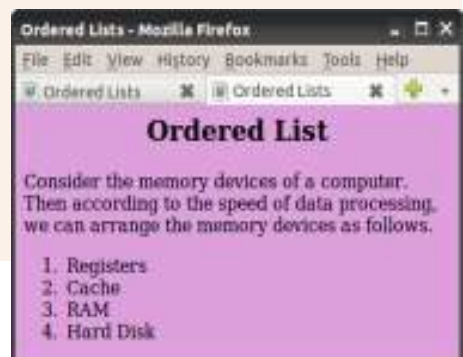 Ordered Lists - Mozilla Firefox
File Edit View History Bookmarks Tools Help
Ordered Lists Ordered Lists
Ordered List
Consider the memory devices of a computer.
Then according to the speed of data processing,
we can arrange the memory devices as follows.
1. Registers
2. Cache
3. RAM
4. Hard Disk